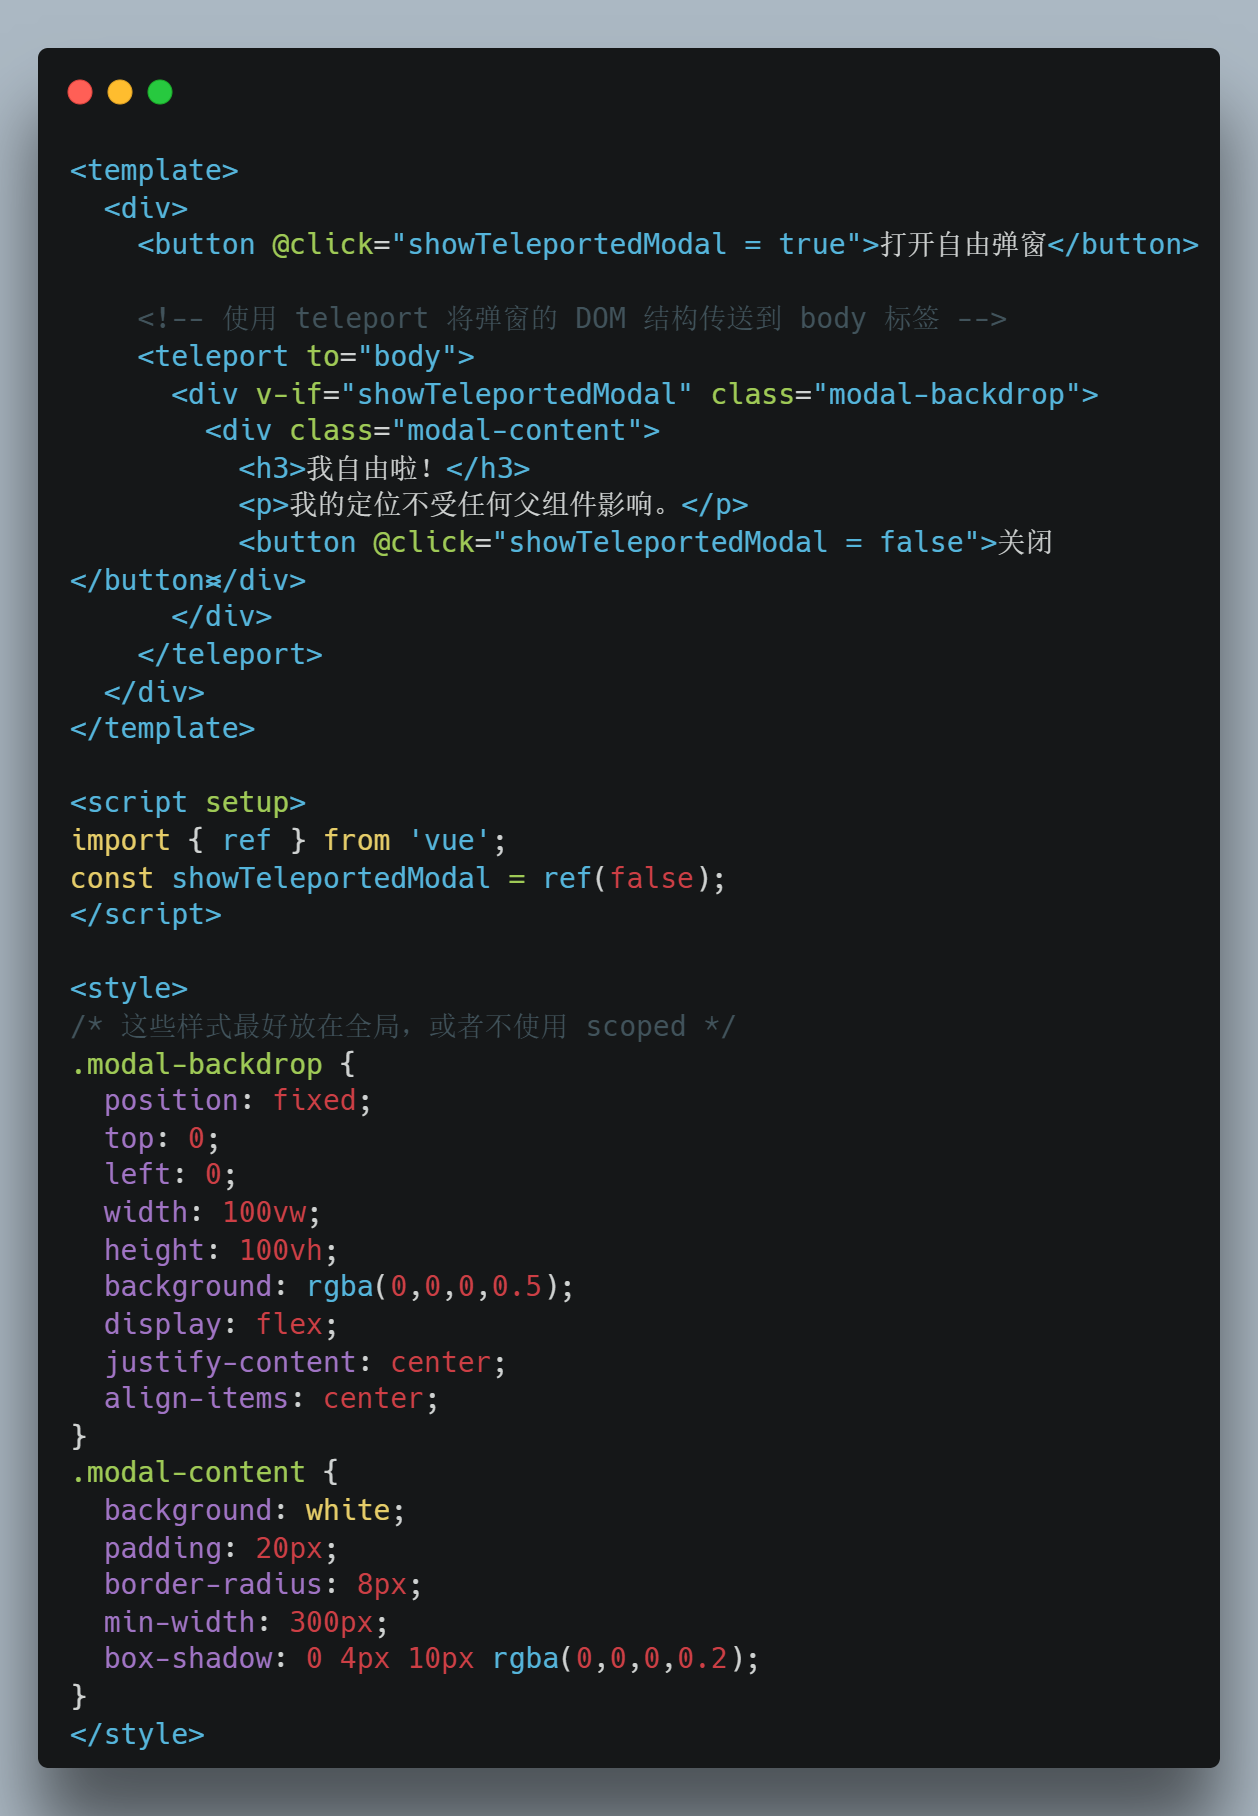 <template>
  <div>
    <button @click="showTeleportedModal = true">打开自由弹窗</button>

    <!-- 使用 teleport 将弹窗的 DOM 结构传送到 body 标签 -->
    <teleport to="body">
      <div v-if="showTeleportedModal" class="modal-backdrop">
        <div class="modal-content">
          <h3>我自由啦！</h3>
          <p>我的定位不受任何父组件影响。</p>
          <button @click="showTeleportedModal = false">关闭
</button></div>
      </div>
    </teleport>
  </div>
</template>

<script setup>
import { ref } from 'vue';
const showTeleportedModal = ref(false);
</script>

<style>
/* 这些样式最好放在全局，或者不使用 scoped */
.modal-backdrop {
  position: fixed;
  top: 0;
  left: 0;
  width: 100vw;
  height: 100vh;
  background: rgba(0,0,0,0.5);
  display: flex;
  justify-content: center;
  align-items: center;
}
.modal-content {
  background: white;
  padding: 20px;
  border-radius: 8px;
  min-width: 300px;
  box-shadow: 0 4px 10px rgba(0,0,0,0.2);
}
</style>